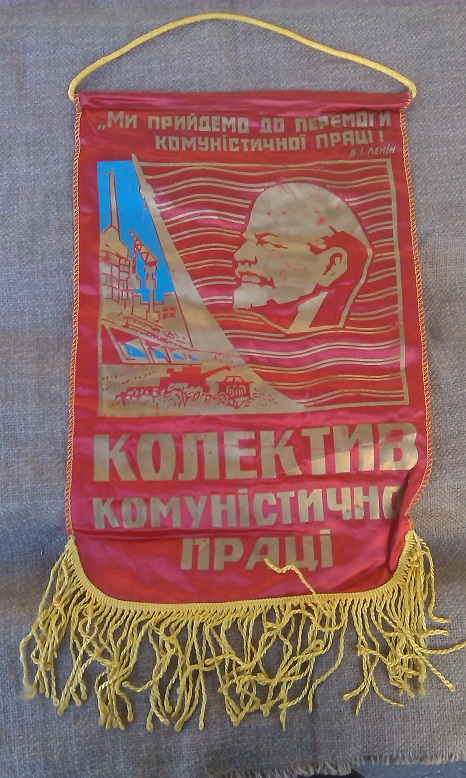 „Ми прийдемо до перемоги
комуністичної праці!
В.І. Ленін
КОЛЕКТИВ
КОМУНІСТИЧНО
ПРАЦІ